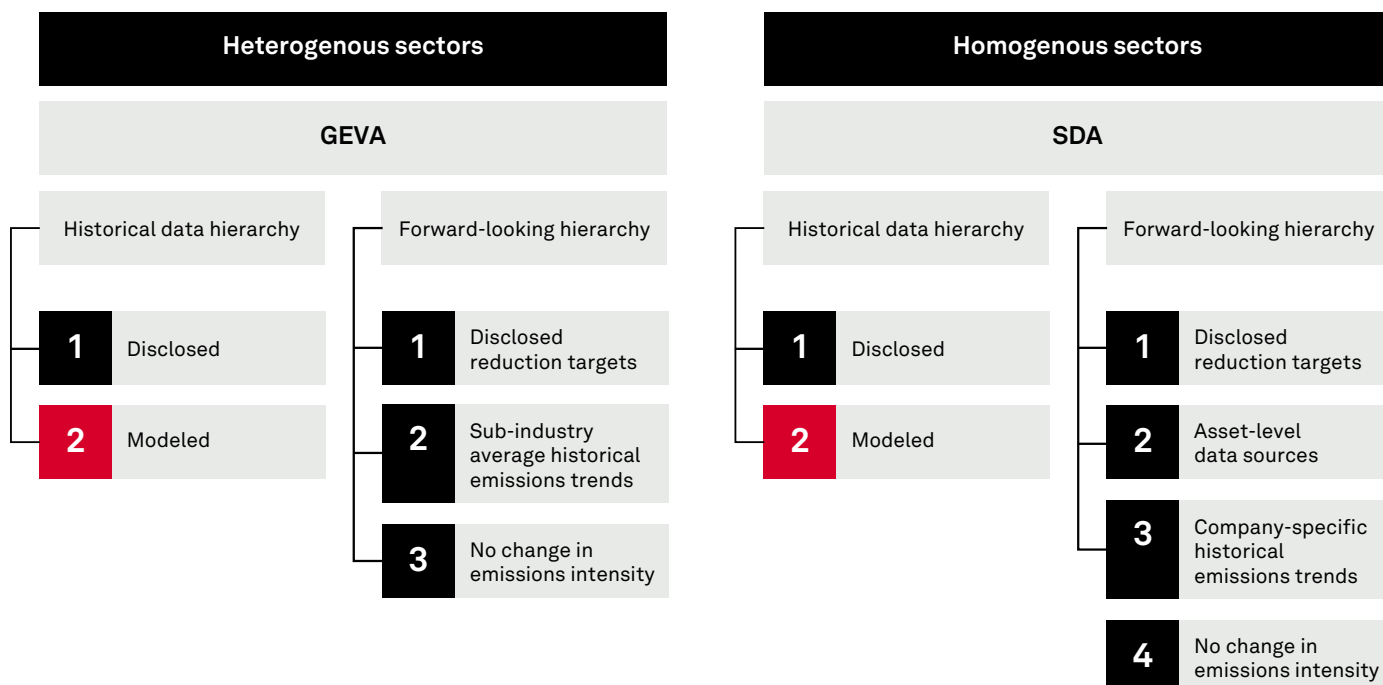 Heterogenous sectors
GEVA
Historical data hierarchy
1
Disclosed
2
Modeled
Forward-looking hierarchy
1
Disclosed
reduction targets
2
Sub-industry
average historical
emissions trends
3
No change in
emissions intensity
Homogenous sectors
SDA
Historical data hierarchy
1
Disclosed
2
Modeled
Forward-looking hierarchy
1
Disclosed
reduction targets
2
Asset-level
data sources
3
Company-specific
historical
emissions trends
4
No change in
emissions intensity